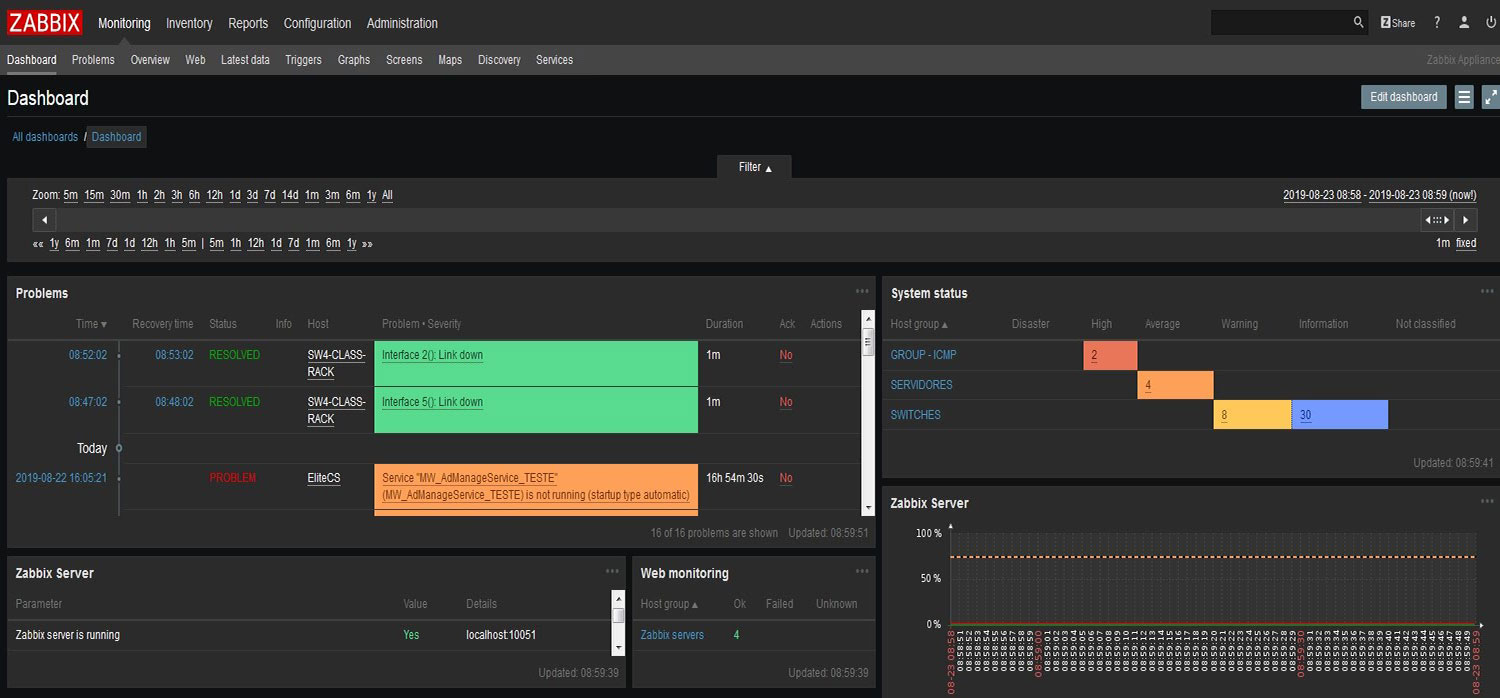 ZABBIX Monitoring Inventory Reports Configuration Administration Z Share ?
Dashboard Problems Overview Web Latest data Triggers Graphs Screens Maps Discovery Services Zabbix Appliance
Dashboard Edit dashboard
All dashboards / Dashboard
Filter ▲
Zoom: 5m 15m 30m 1h 2h 3h 6h 12h 1d 3d 7d 14d 1m 3m 6m 1y All 2019-08-23 08:58 - 2019-08-23 08:59 (now!)
«« 1y 6m 1m 7d 1d 12h 1h 5m | 5m 1h 12h 1d 7d 1m 6m 1y »» 1m fixed
Problems
Time ▼ Recovery time Status Info Host Problem • Severity Duration Ack Actions
08:52:02 08:53:02 RESOLVED SW4-CLASS- Interface 2(): Link down 1m No
RACK
08:47:02 08:48:02 RESOLVED SW4-CLASS- Interface 5(): Link down 1m No
RACK
Today
2019-08-22 16:05:21 PROBLEM EliteCS Service "MW_AdManageService_TESTE" 16h 54m 30s No
(MW_AdManageService_TESTE) is not running (startup type automatic)
16 of 16 problems are shown Updated: 08:59:51
System status
Host group ▲ Disaster High Average Warning Information Not classified
GROUP - ICMP 2
SERVIDORES 4
SWITCHES 8 30
Updated: 08:59:41
Zabbix Server
Parameter Value Details
Zabbix server is running Yes localhost:10051
Updated: 08:59:39
Web monitoring
Host group ▲ Ok Failed Unknown
Zabbix servers 4
Updated: 08:59:39
Zabbix Server
100 %
50 %
0 %
08-23 08:58
08:58:51
08:58:52
08:58:53
08:58:54
08:58:55
08:58:56
08:58:57
08:58:58
08:58:59
08:59:00
08:59:01
08:59:02
08:59:03
08:59:04
08:59:05
08:59:06
08:59:07
08:59:08
08:59:09
08:59:10
08:59:11
08:59:12
08:59:13
08:59:14
08:59:15
08:59:16
08:59:17
08:59:18
08:59:19
08:59:20
08:59:21
08:59:22
08:59:23
08:59:24
08:59:25
08:59:26
08:59:27
08:59:28
08:59:29
08:59:30
08:59:31
08:59:32
08:59:33
08:59:34
08:59:35
08:59:36
08:59:37
08:59:38
08:59:39
08:59:40
08:59:41
08:59:42
08:59:43
08:59:44
08:59:45
08:59:46
08:59:47
08:59:48
08:59:49
08-23 08:59